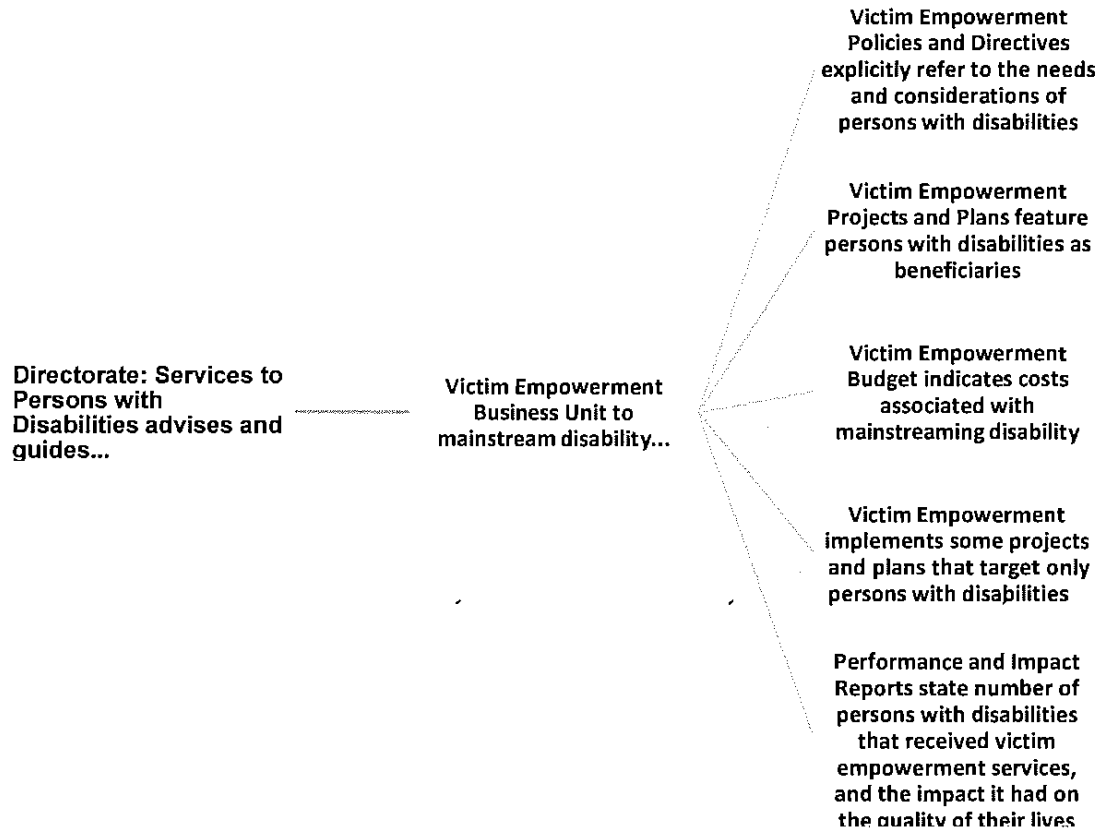 Directorate: Services to
Persons with
Disabilities advises and
guides...
Victim Empowerment
Business Unit to
mainstream disability...
Victim Empowerment
Policies and Directives
explicitly refer to the needs
and considerations of
persons with disabilities
Victim Empowerment
Projects and Plans feature
persons with disabilities as
beneficiaries
Victim Empowerment
Budget indicates costs
associated with
mainstreaming disability
Victim Empowerment
implements some projects
and plans that target only
persons with disabilities
Performance and Impact
Reports state number of
persons with disabilities
that received victim
empowerment services,
and the impact it had on
the quality of their lives